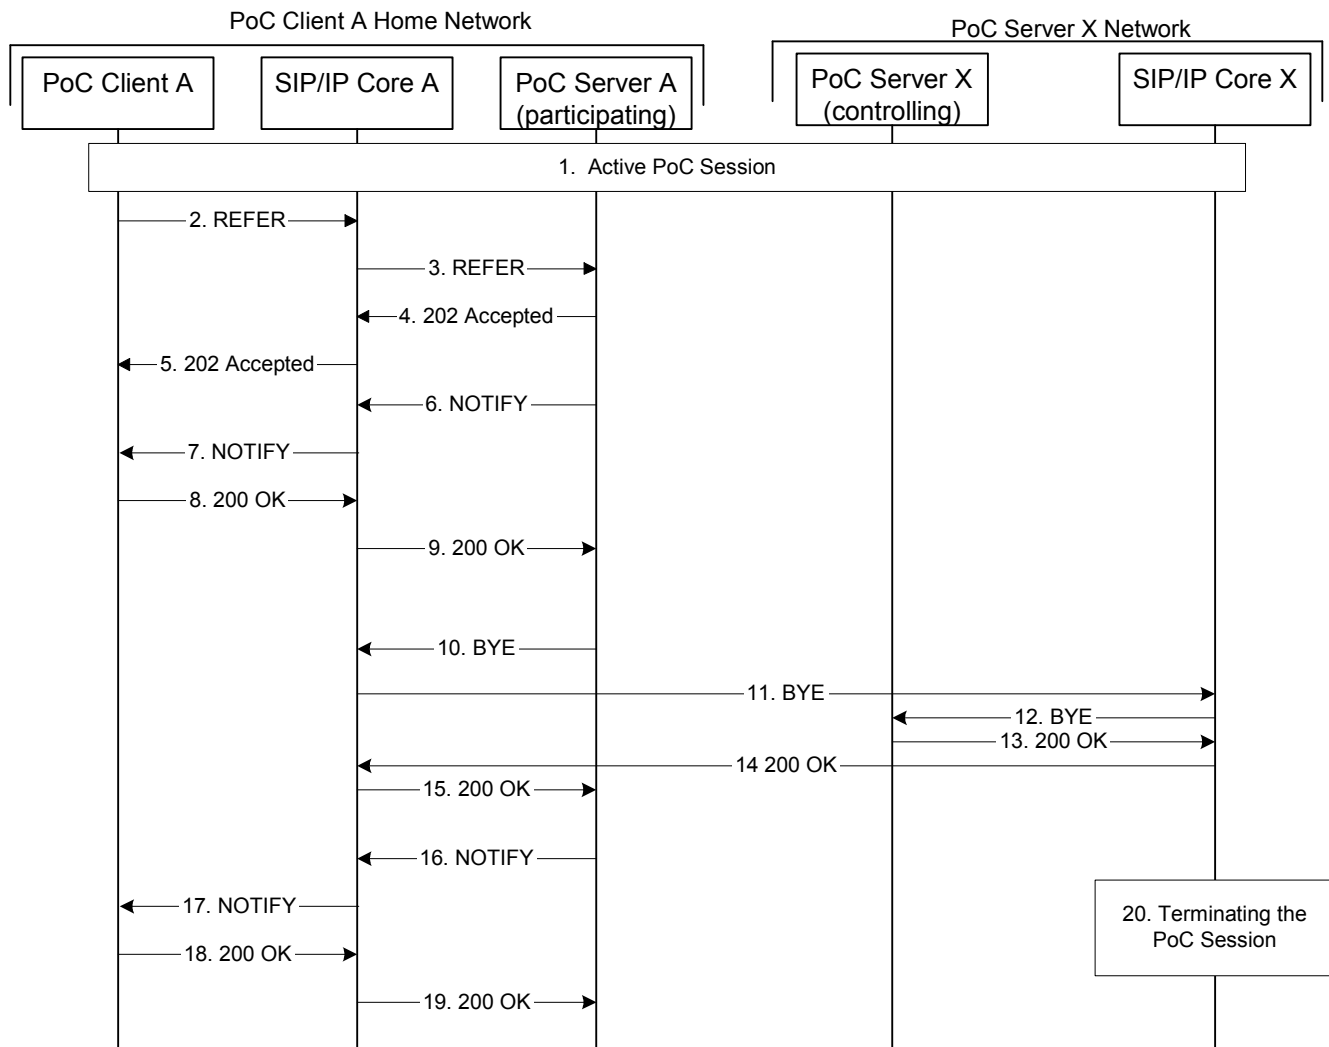 PoC Client A Home Network
PoC Server X Network
PoC Client A
SIP/IP Core A
PoC Server A
(participating)
PoC Server X
(controlling)
SIP/IP Core X
1. Active PoC Session
2. REFER
3. REFER
4. 202 Accepted
5. 202 Accepted
6. NOTIFY
7. NOTIFY
8. 200 OK
9. 200 OK
10. BYE
11. BYE
12. BYE
13. 200 OK
14 200 OK
15. 200 OK
16. NOTIFY
17. NOTIFY
18. 200 OK
19. 200 OK
20. Terminating the
PoC Session